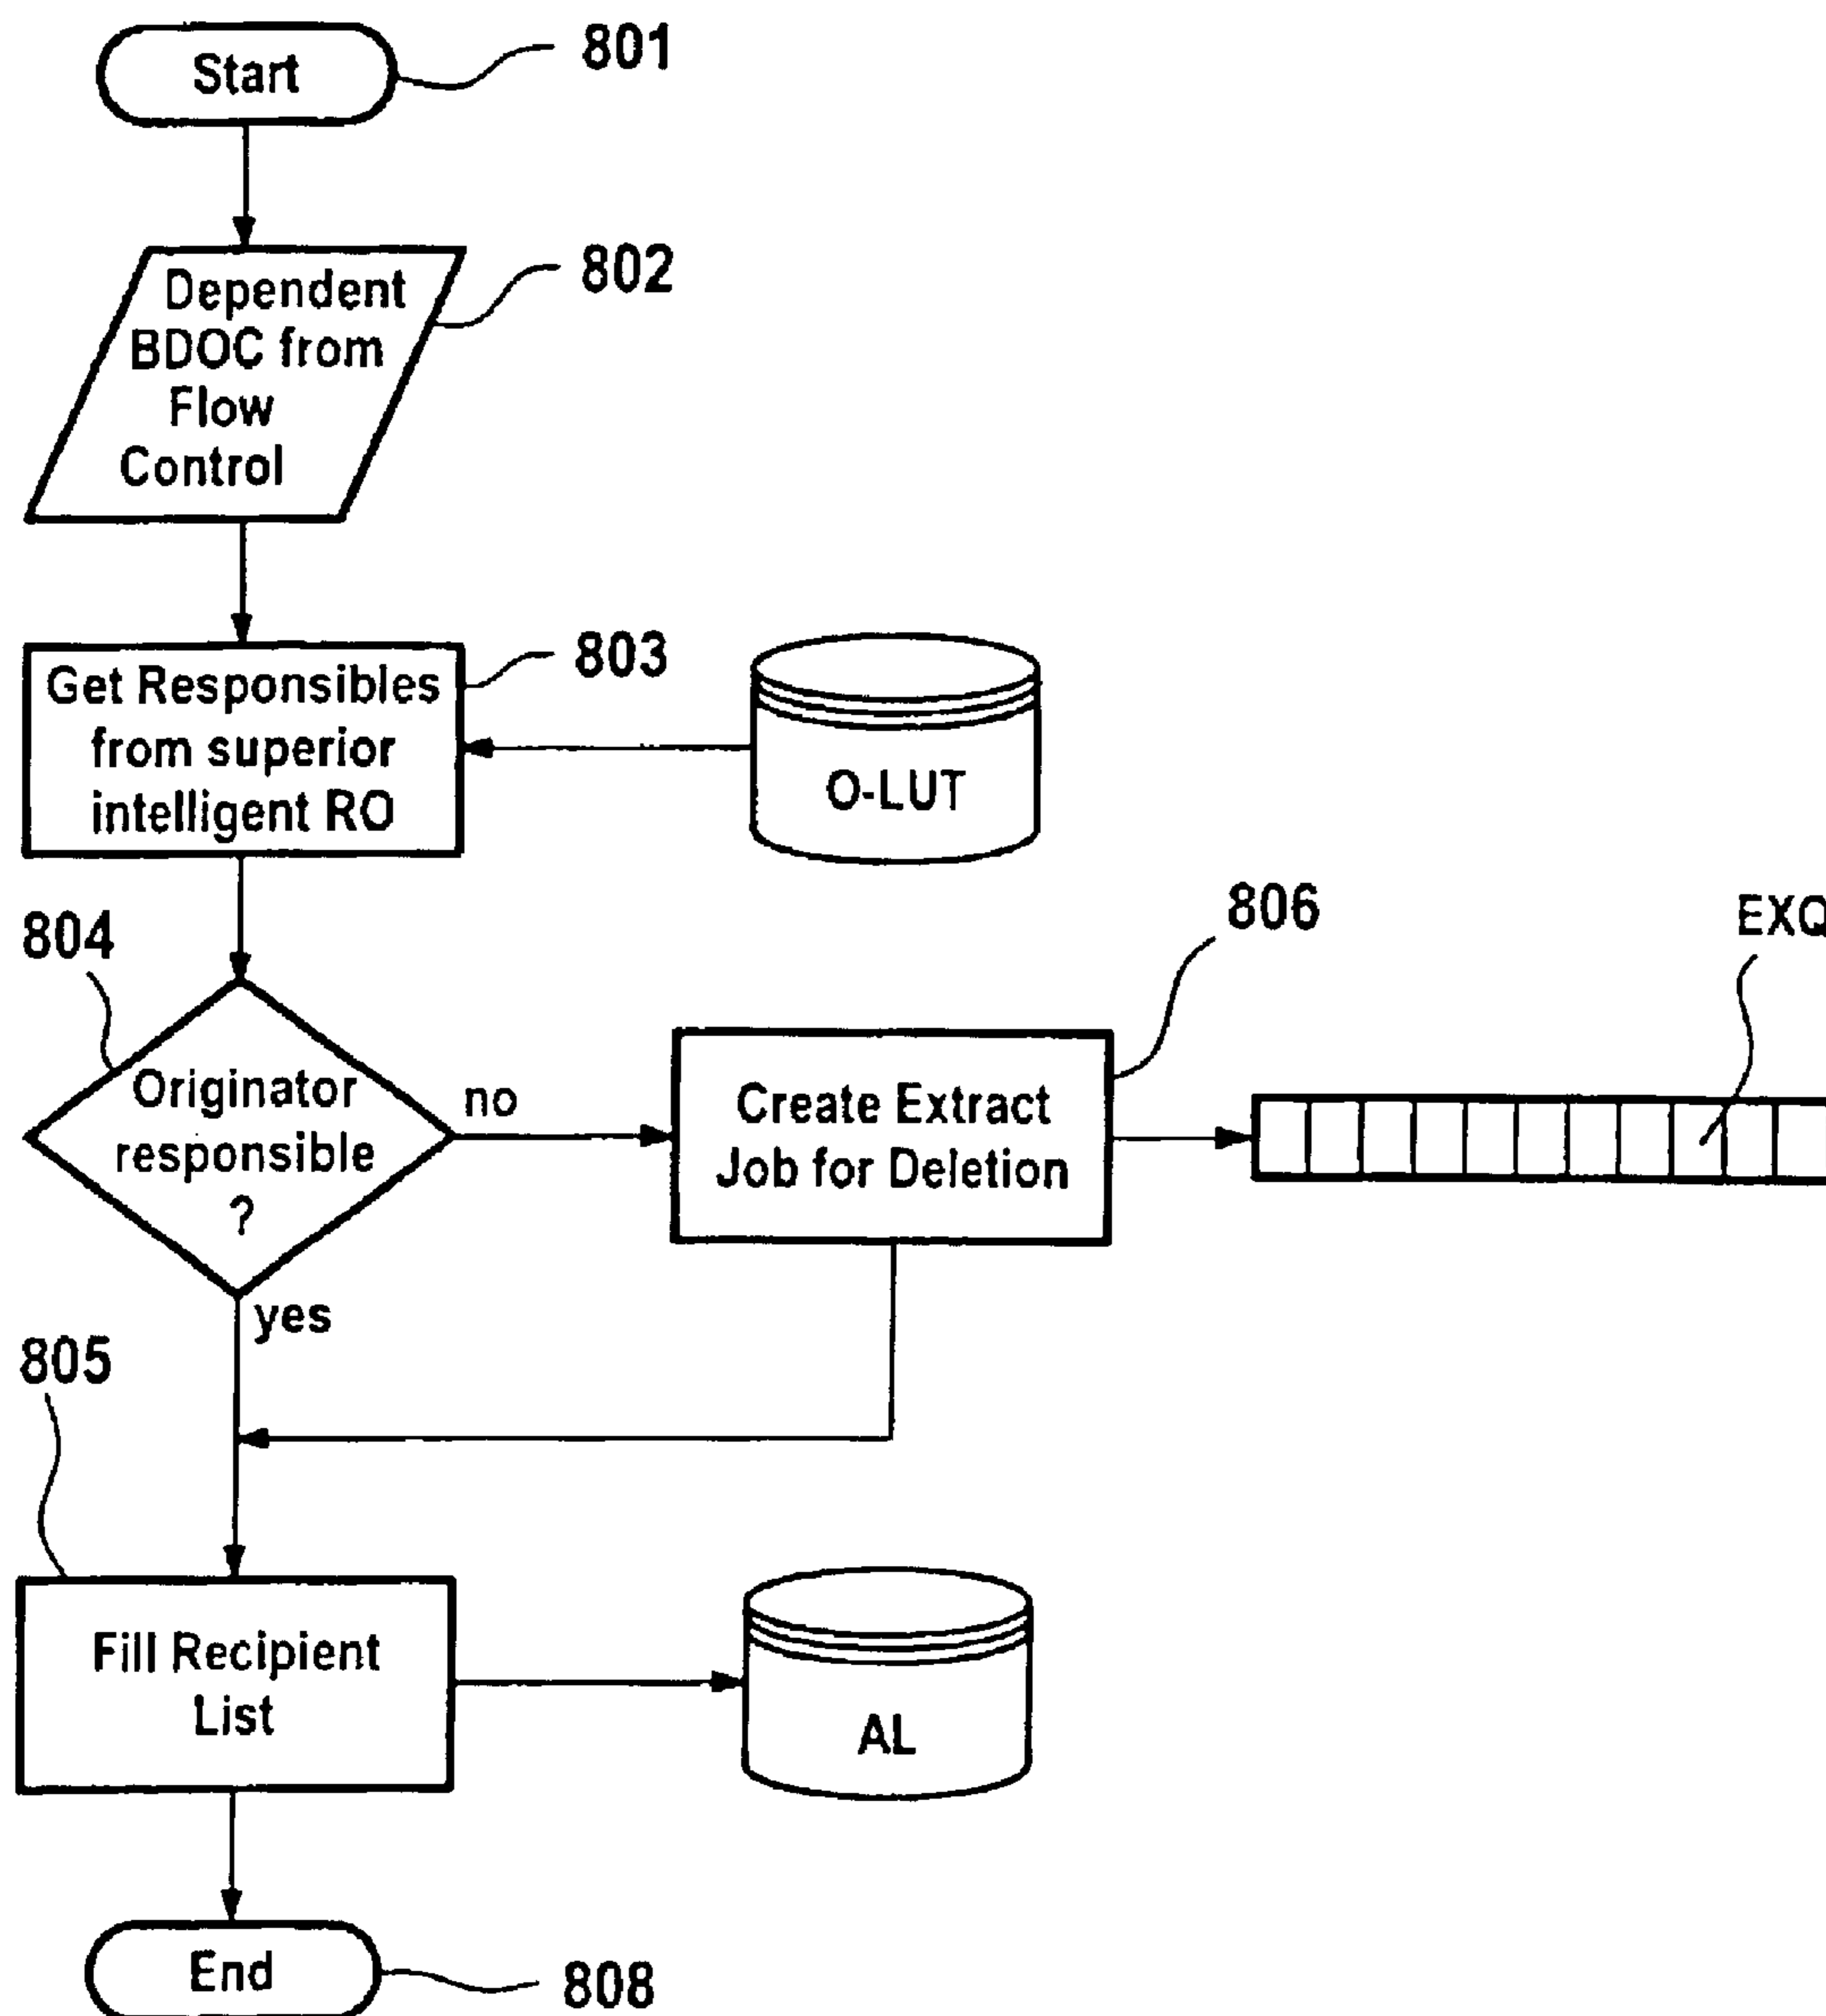 Start
801
Dependent
BDOC from
Flow
Control
802
Get Responsibles
from superior
intelligent RO
803
O-LUT
804
Originator
responsible
?
no
yes
806
Create Extract
Job for Deletion
EXQ
805
Fill Recipient
List
AL
End
808